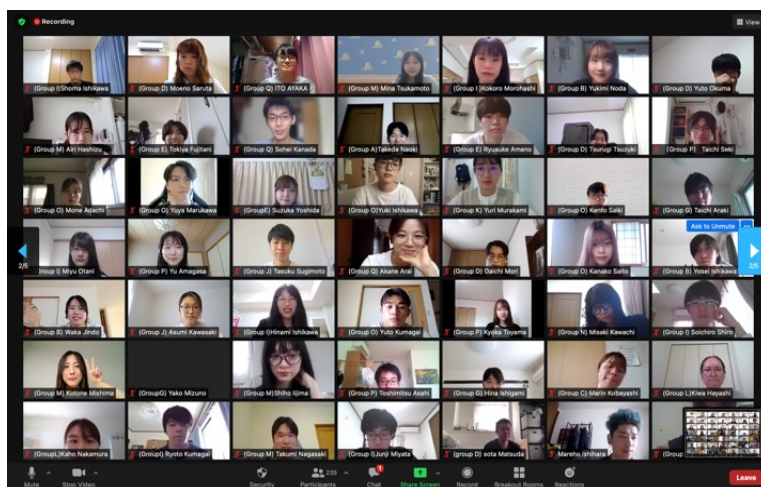 Recording
View
(Group I)Shoma Ishikawa
(Group D) Moeno Saruta
(Group Q) ITO AYAKA
(Group M) Mina Tsukamoto
(Group I )Kokoro Morohashi
(Group B) Yukimi Noda
(Group D) Yuto Okuma
(Group M) Airi Hashizu
(Group E) Tokiya Fujitani
(Group Q) Sohei Kanada
(Group A)Takeda Naoki
(Group E) Ryusuke Amano
(Group D) Tsurugi Tsuzuki
(Group P) Taichi Seki
(Group O) Mone Adachi
(Group O) Yuya Marukawa
(GroupE) Suzuka Yoshida
(Group O)Yuki Ishikawa
(Group K) Yuri Murakami
(Group O) Kento Saiki
(Group G) Taichi Araki
Ask to Unmute
2/5
(Group I) Miyu Otani
(Group P) Yu Amagasa
(Group J) Tasuku Sugimoto
(Group Q) Akane Arai
(Group D) Daichi Mori
(Group O) Kanako Saito
(Group B) Yosei Ishikawa
2/5
(Group B) Waka Jindo
(Group J) Asumi Kawasaki
(Group I)Hinami Ishikawa
(Group O) Yuto Kumagai
(Group P) Kyoka Toyama
(Group N) Misaki Kawachi
(Group I) Soichiro Shiro
(Group M) Kotone Mishima
(GroupG) Yako Mizuno
(Group M)Shiho Iijima
(Group P) Toshimitsu Asahi
(Group G) Hina Ishigami
(Group C) Marin Kobayashi
(Group L)Kiwa Hayashi
(GroupL)Kaho Nakamura
(GroupI) Ryoto Kumagai
(Group M) Takumi Nagasaki
(Group I)Junji Miyata
(group D) sota Matsuda
Mareho Ishihara
Mute
Stop Video
Security
Participants
235
Chat
1
Share Screen
Record
Breakout Rooms
Reactions
Leave